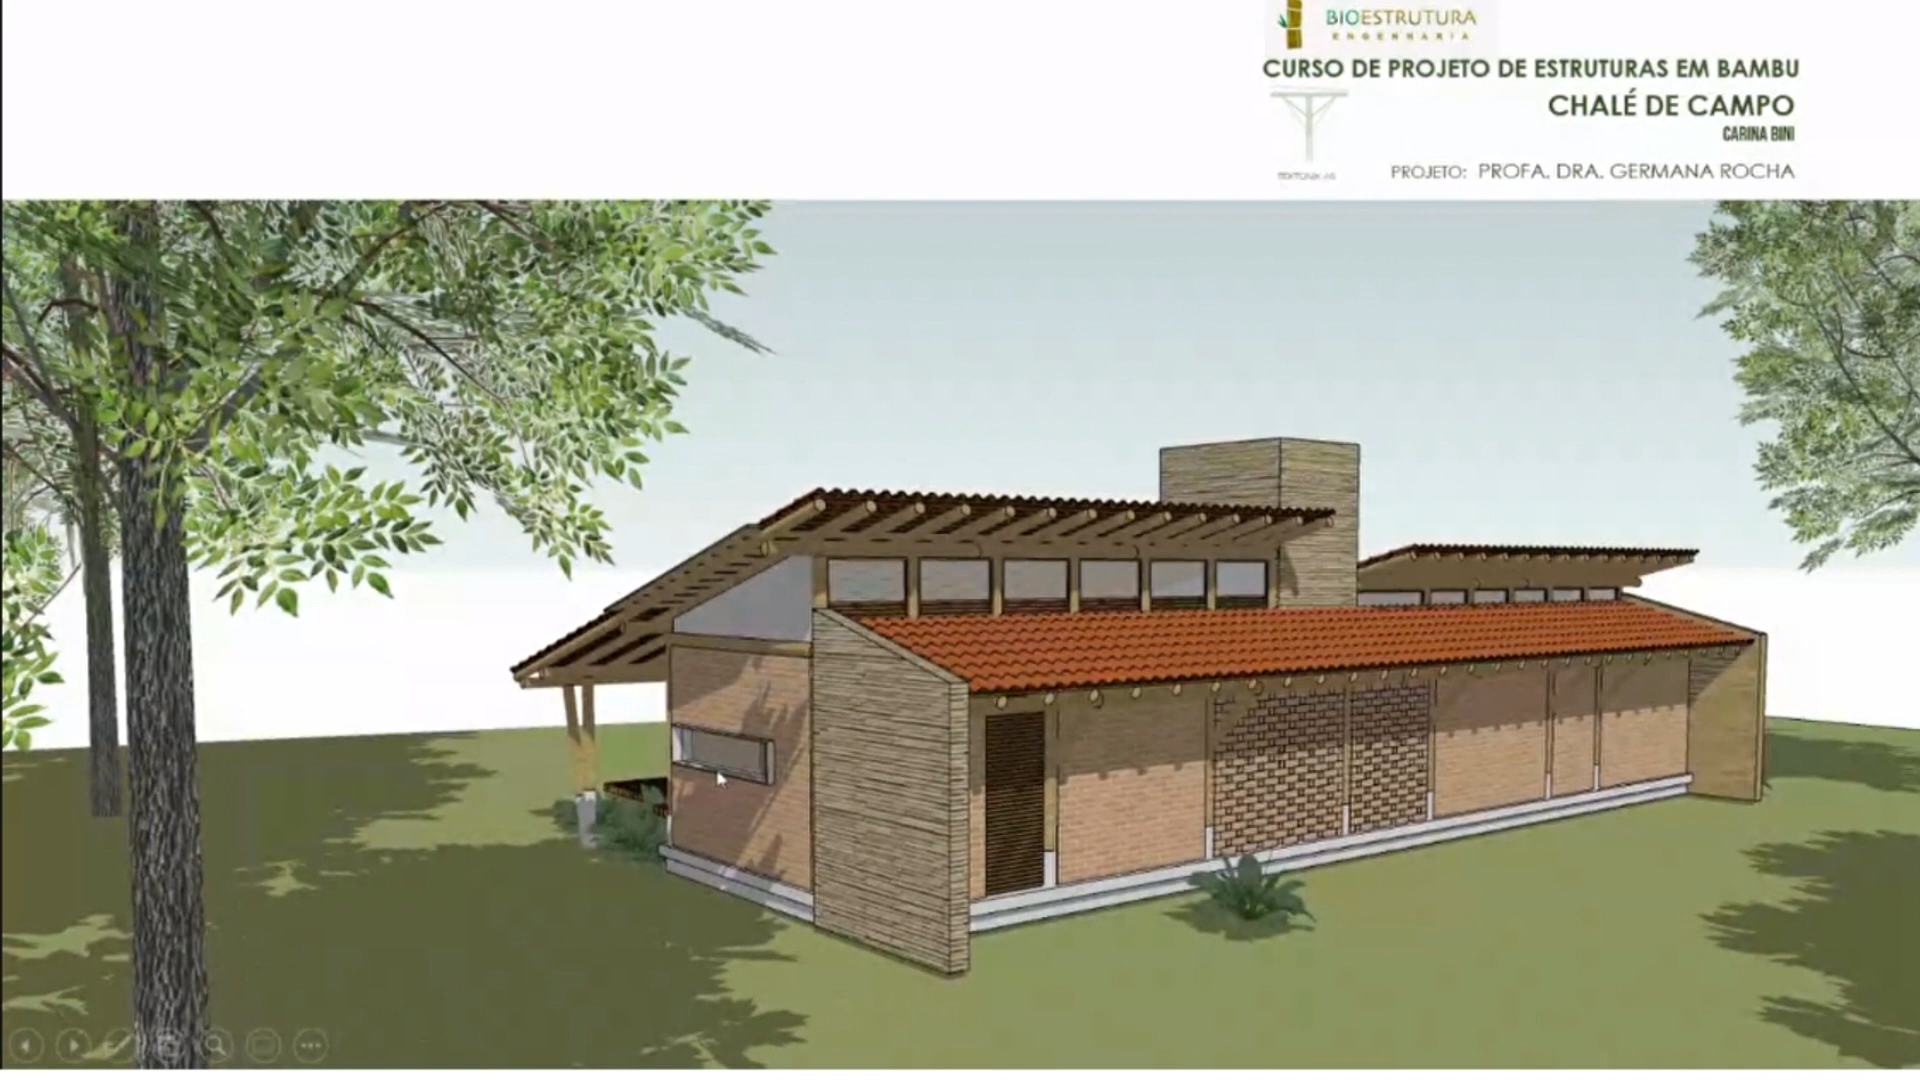 BIOESTRUTURA
ENGENHARIA
CURSO DE PROJETO DE ESTRUTURAS EM BAMBU
CHALÉ DE CAMPO
CARINA BINI
PROJETO: PROFA. DRA. GERMANA ROCHA